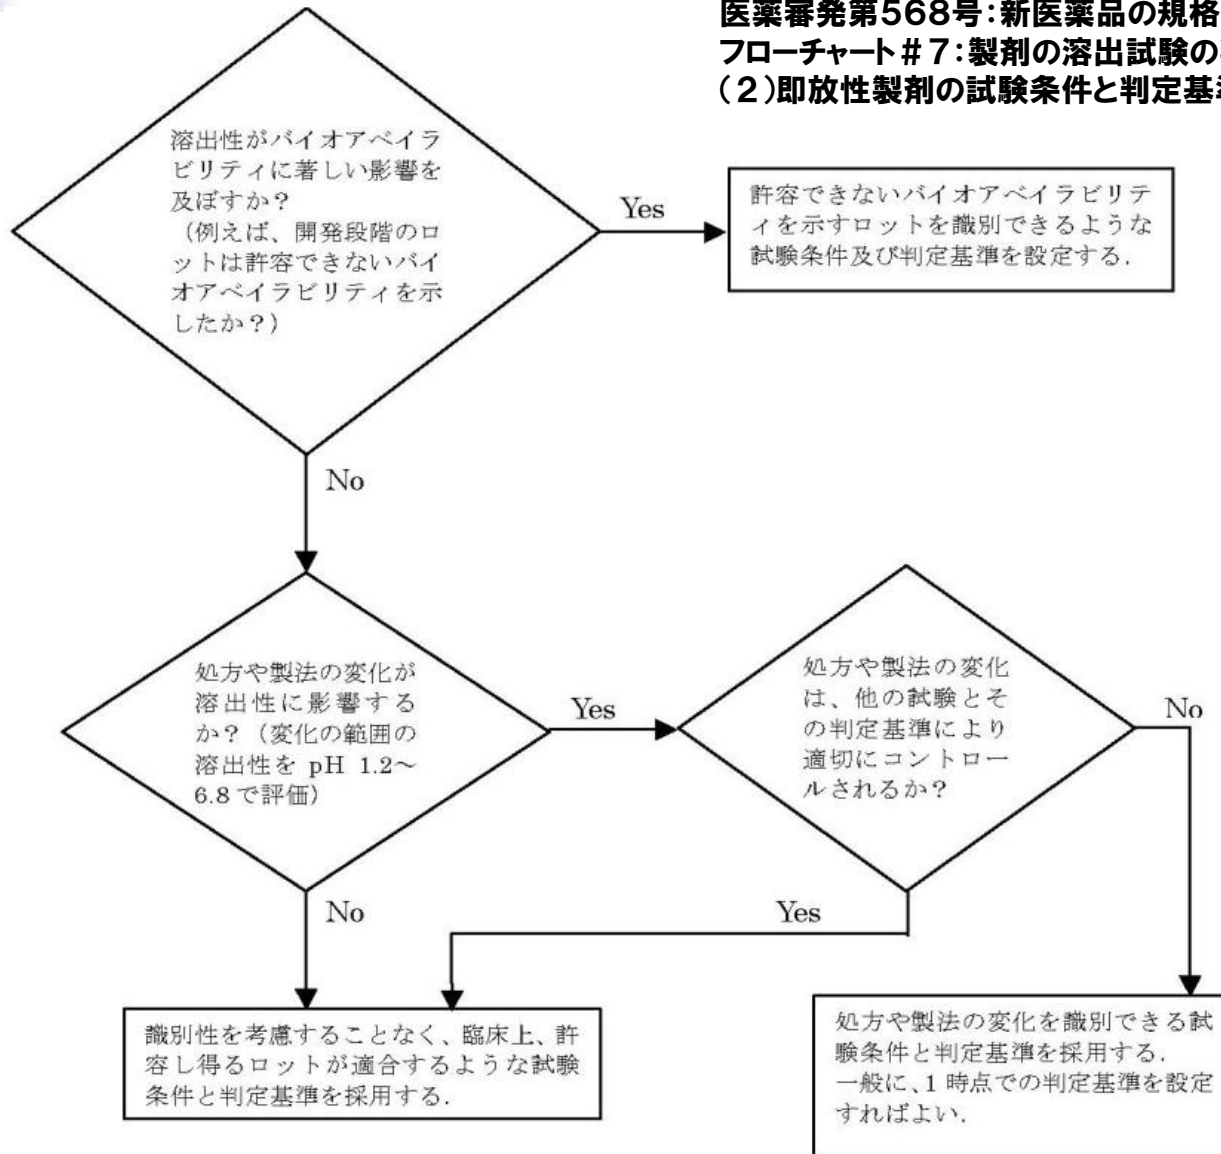 医薬審発第568号：新医薬品の規格
フローチャート＃7：製剤の溶出試験の
（2）即放性製剤の試験条件と判定基準
溶出性がバイオアベイラ
ビリティに著しい影響を
及ぼすか？
（例えば、開発段階のロ
ットは許容できないバイ
オアベイラビリティを示
したか？）
Yes
許容できないバイオアベイラビリテ
ィを示すロットを識別できるような
試験条件及び判定基準を設定する.
No
処方や製法の変化が
溶出性に影響する
か？（変化の範囲の
溶出性を pH 1.2～
6.8 で評価）
Yes
処方や製法の変化
は、他の試験とそ
の判定基準により
適切にコントロー
ルされるか？
No
No
Yes
識別性を考慮することなく、臨床上、許
容し得るロットが適合するような試験
条件と判定基準を採用する.
処方や製法の変化を識別できる試
験条件と判定基準を採用する.
一般に、1 時点での判定基準を設定
すればよい.